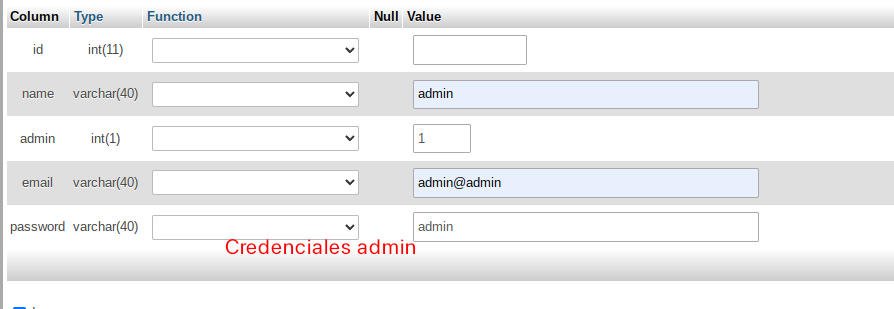 Column Type Function Null Value
id int(11)
name varchar(40) admin
admin int(1) 1
email varchar(40) admin@admin
password varchar(40) admin
Credenciales admin